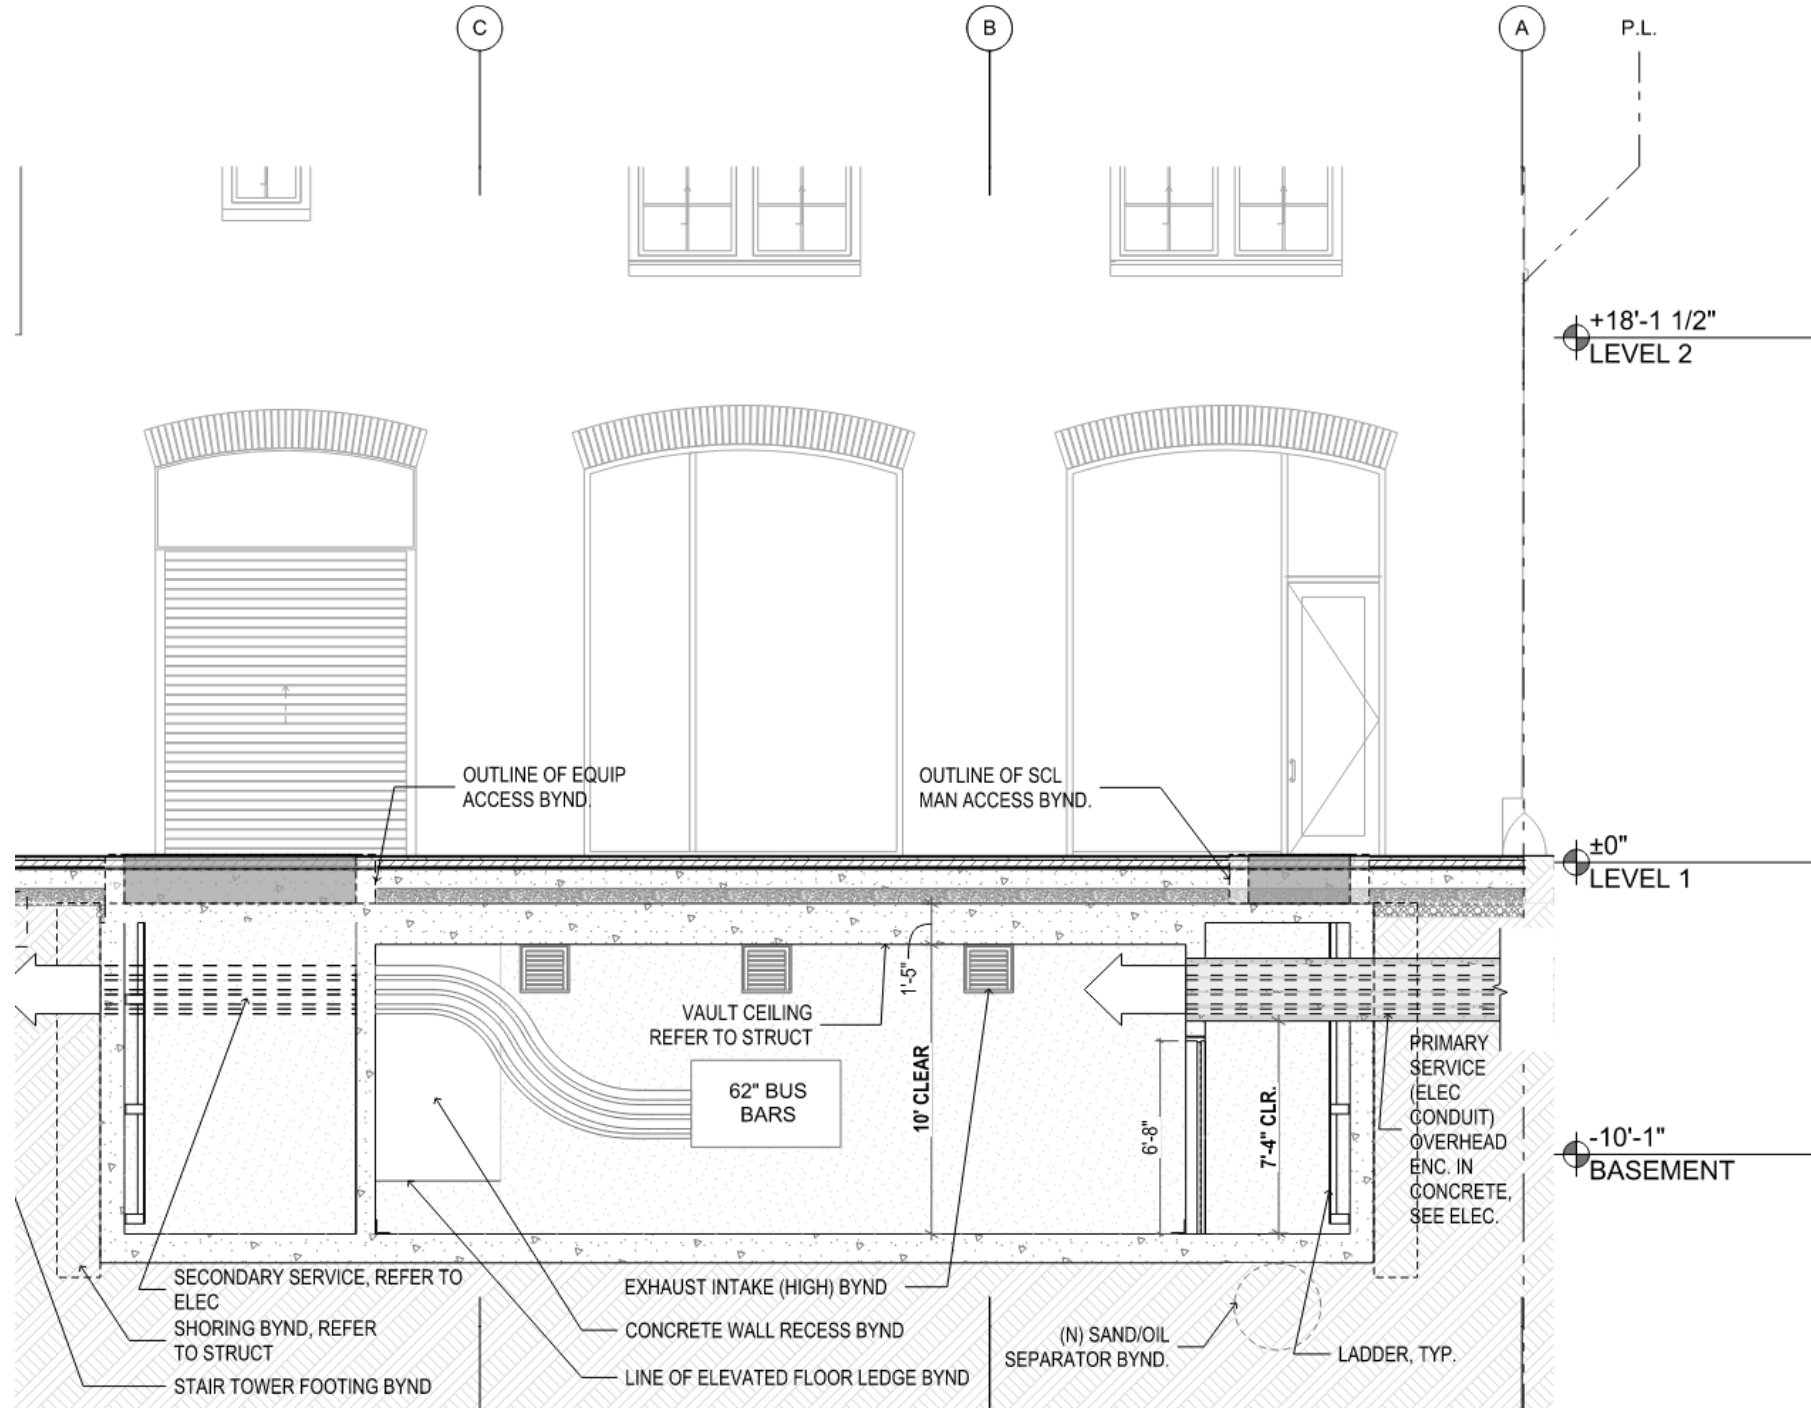 C
B
A
P.L.
+18'-1 1/2"
LEVEL 2
OUTLINE OF EQUIP
ACCESS BYND.
OUTLINE OF SCL
MAN ACCESS BYND.
±0"
LEVEL 1
1'-5"
VAULT CEILING
REFER TO STRUCT
10' CLEAR
62" BUS
BARS
6'-8"
7'-4" CLR.
PRIMARY
SERVICE
(ELEC
CONDUIT)
OVERHEAD
ENC. IN
CONCRETE,
SEE ELEC.
-10'-1"
BASEMENT
SECONDARY SERVICE, REFER TO
ELEC
SHORING BYND, REFER
TO STRUCT
STAIR TOWER FOOTING BYND
EXHAUST INTAKE (HIGH) BYND
CONCRETE WALL RECESS BYND
LINE OF ELEVATED FLOOR LEDGE BYND
(N) SAND/OIL
SEPARATOR BYND.
LADDER, TYP.